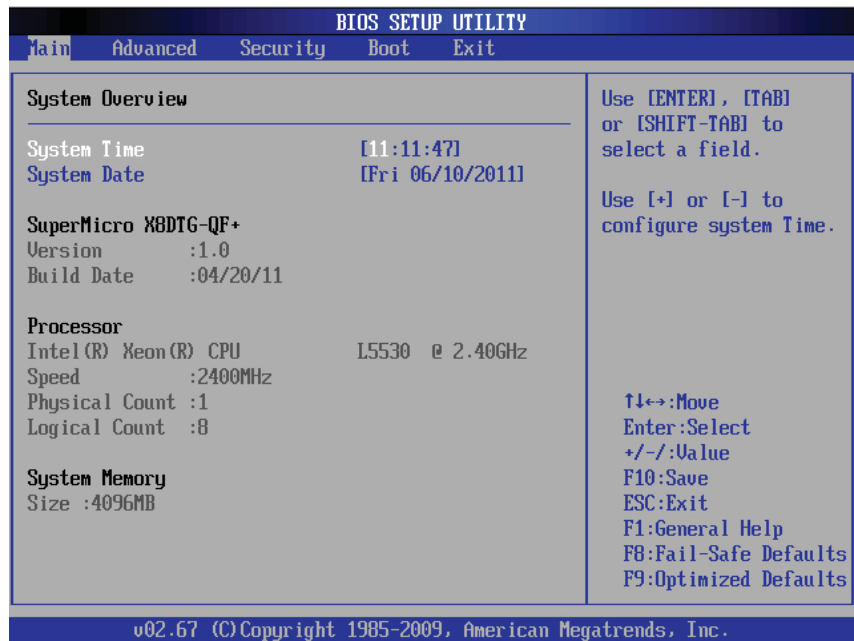 BIOS SETUP UTILITY
Main Advanced Security Boot Exit
System Overview
System Time [11:11:47]
System Date [Fri 06/10/2011]
SuperMicro X8DTG-QF+
Version :1.0
Build Date :04/20/11
Processor
Intel(R) Xeon(R) CPU L5530 @ 2.40GHz
Speed :2400MHz
Physical Count :1
Logical Count :8
System Memory
Size :4096MB
Use [ENTER], [TAB]
or [SHIFT-TAB] to
select a field.
Use [+] or [-] to
configure system Time.
↑↓←→:Move
Enter:Select
+/-/:Value
F10:Save
ESC:Exit
F1:General Help
F8:Fail-Safe Defaults
F9:Optimized Defaults
v02.67 (C)Copyright 1985-2009, American Megatrends, Inc.